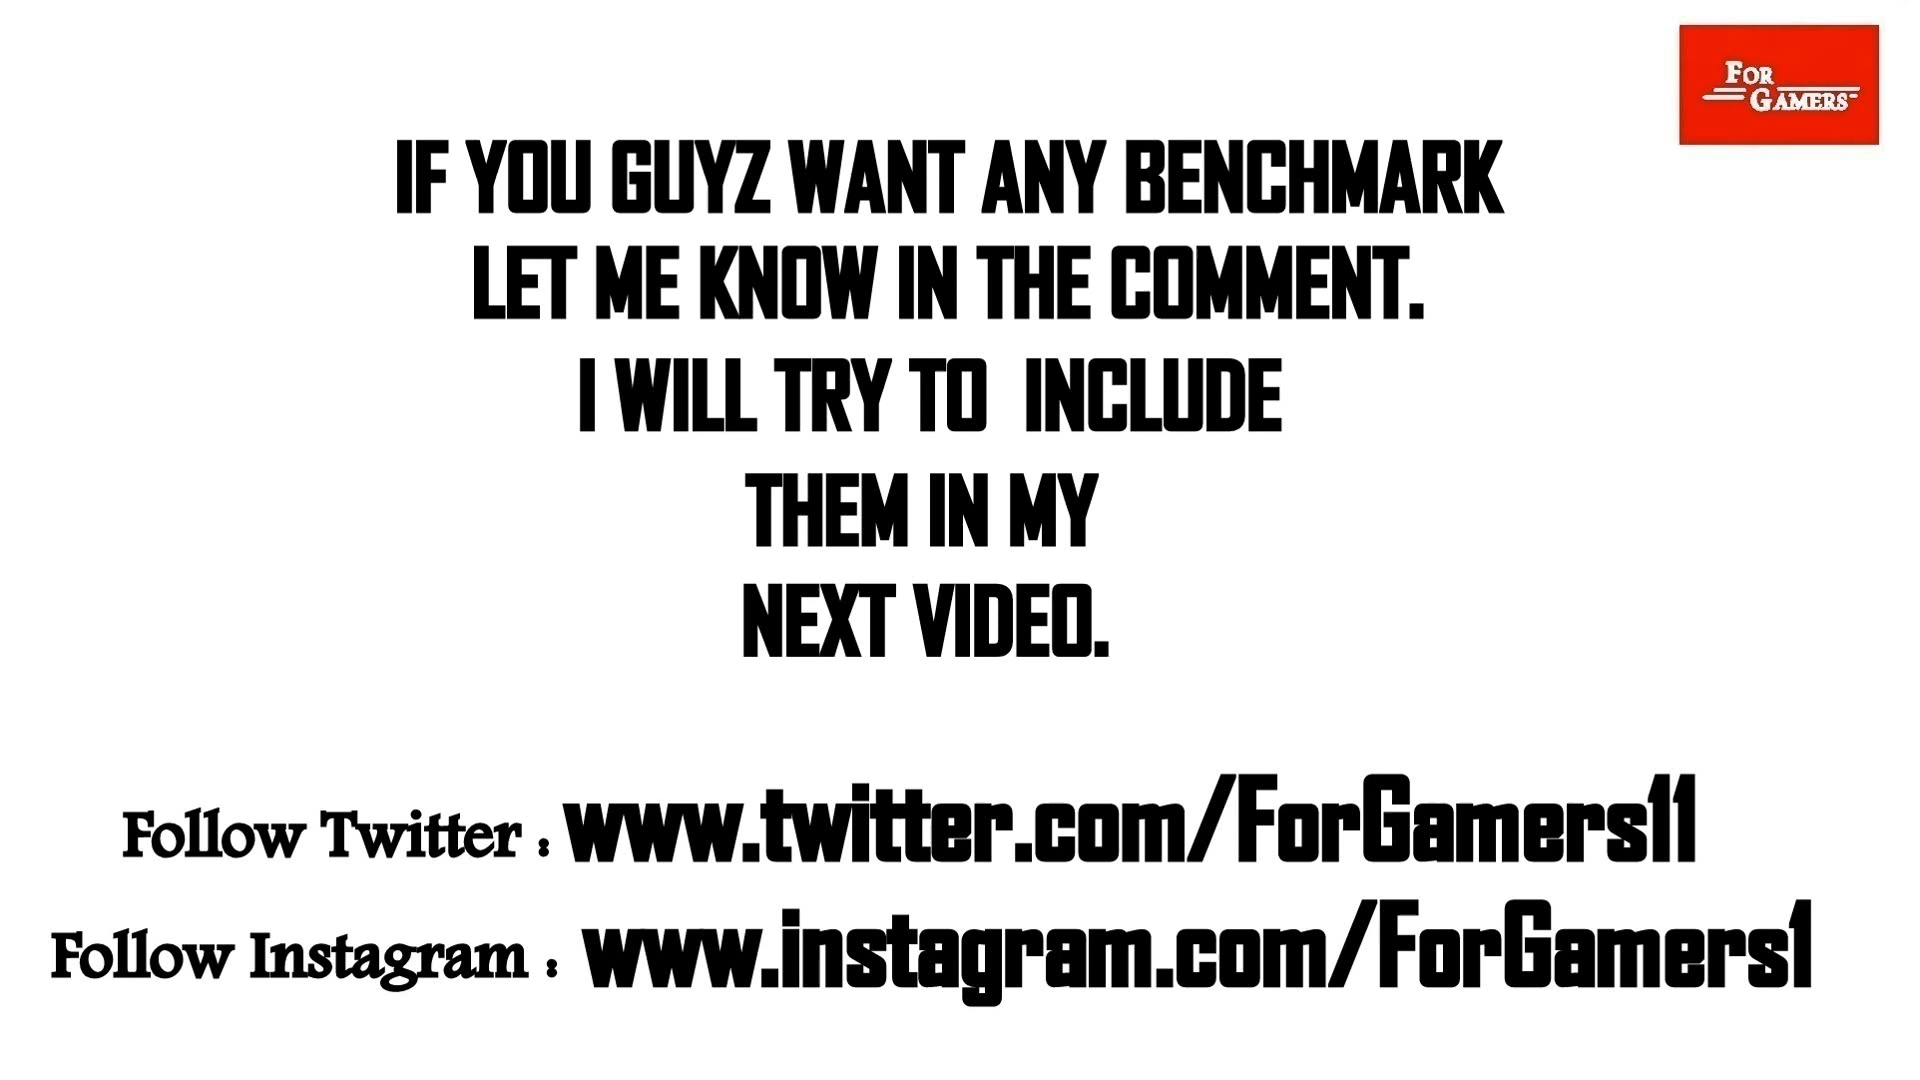 FOR
GAMERS
IF YOU GUYZ WANT ANY BENCHMARK
LET ME KNOW IN THE COMMENT.
I WILL TRY TO INCLUDE
THEM IN MY
NEXT VIDEO.
Follow Twitter : www.twitter.com/ForGamers11
Follow Instagram : www.instagram.com/ForGamers1